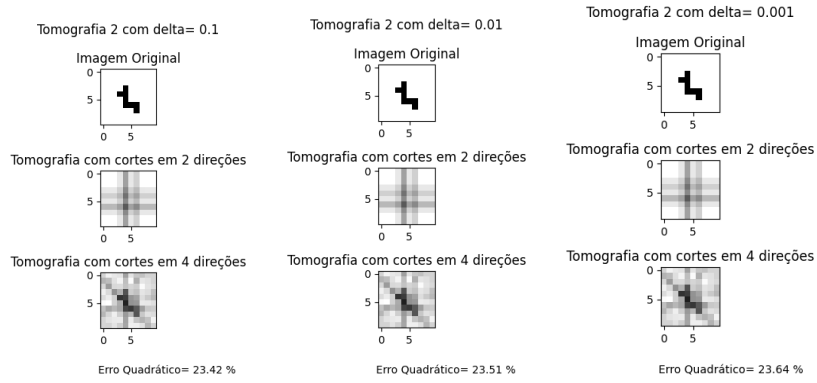 Tomografia 2 com delta= 0.1
Imagem Original
0
5
0
5
Tomografia com cortes em 2 direções
0
5
0
5
Tomografia com cortes em 4 direções
0
5
0
5
Erro Quadrático= 23.42 %
Tomografia 2 com delta= 0.01
Imagem Original
0
5
0
5
Tomografia com cortes em 2 direções
0
5
0
5
Tomografia com cortes em 4 direções
0
5
0
5
Erro Quadrático= 23.51 %
Tomografia 2 com delta= 0.001
Imagem Original
0
5
0
5
Tomografia com cortes em 2 direções
0
5
0
5
Tomografia com cortes em 4 direções
0
5
0
5
Erro Quadrático= 23.64 %